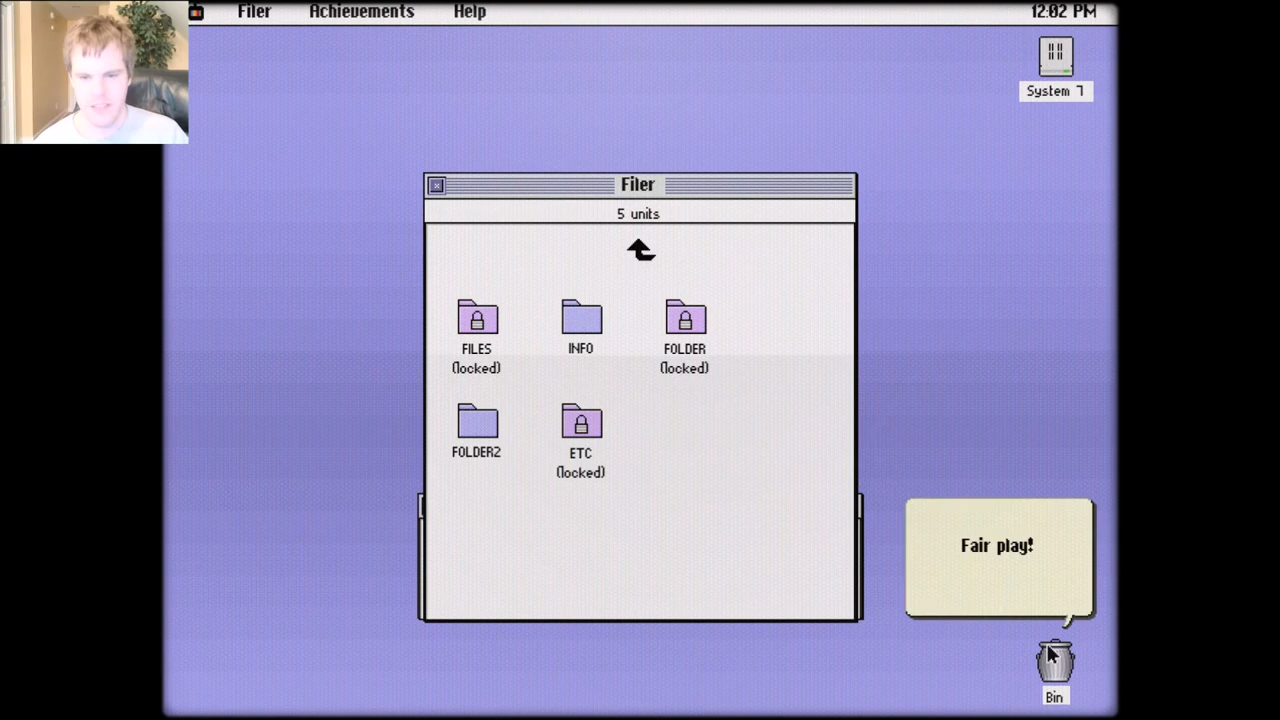 Filer Achievements Help 12:02 PM
System 7
Filer
5 units
FILES INFO FOLDER
(locked) (locked)
FOLDER2 ETC
(locked)
Fair play!
Bin